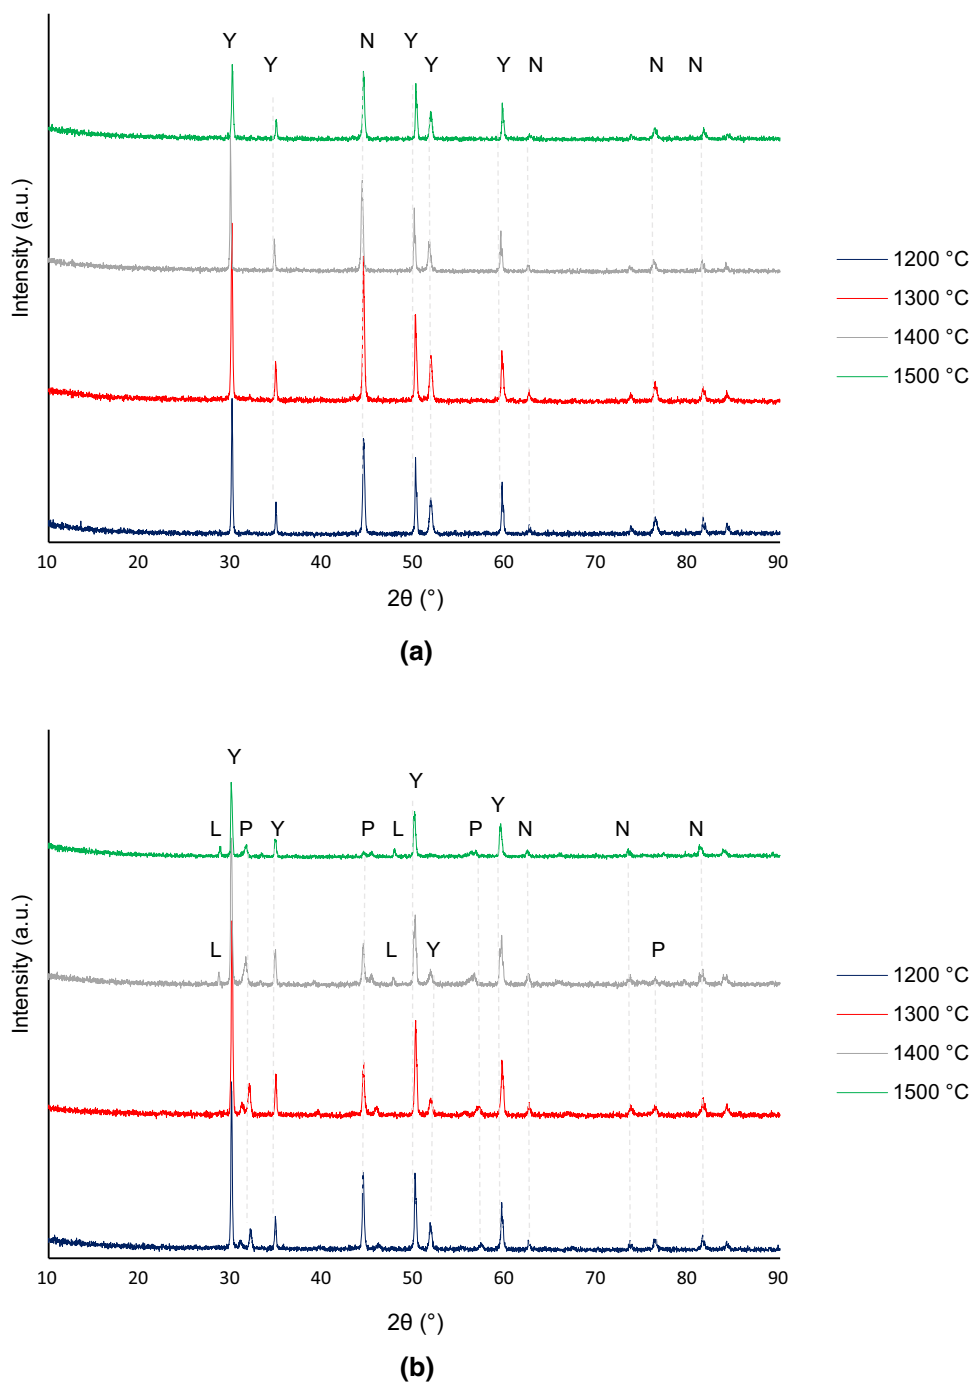 Y N Y
Y Y Y N N N
Intensity (a.u.)
1200 °C
1300 °C
1400 °C
1500 °C
10 20 30 40 50 60 70 80 90
2θ (°)
(a)
Y
Y
Y
L P Y P L P N N N
L L Y P
Intensity (a.u.)
1200 °C
1300 °C
1400 °C
1500 °C
10 20 30 40 50 60 70 80 90
2θ (°)
(b)